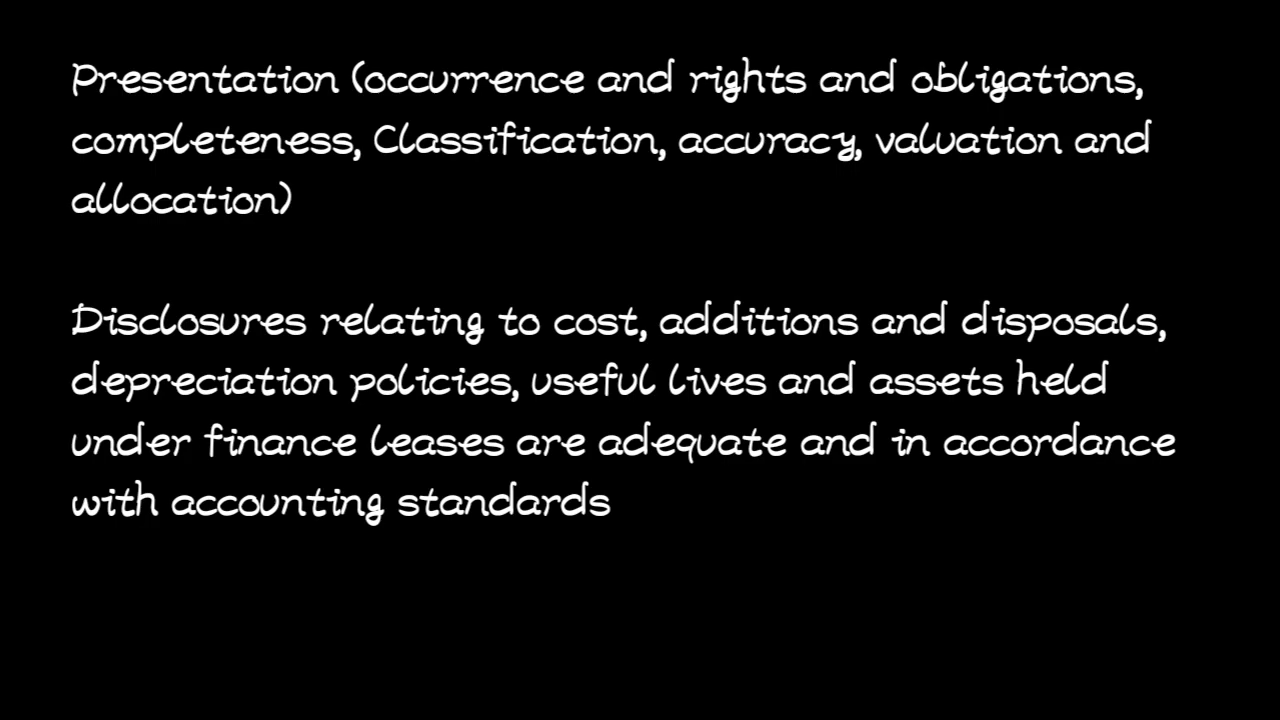 Presentation (occurrence and rights and obligations,
completeness, Classification, accuracy, valuation and
allocation)
Disclosures relating to cost, additions and disposals,
depreciation policies, useful lives and assets held
under finance leases are adequate and in accordance
with accounting standards